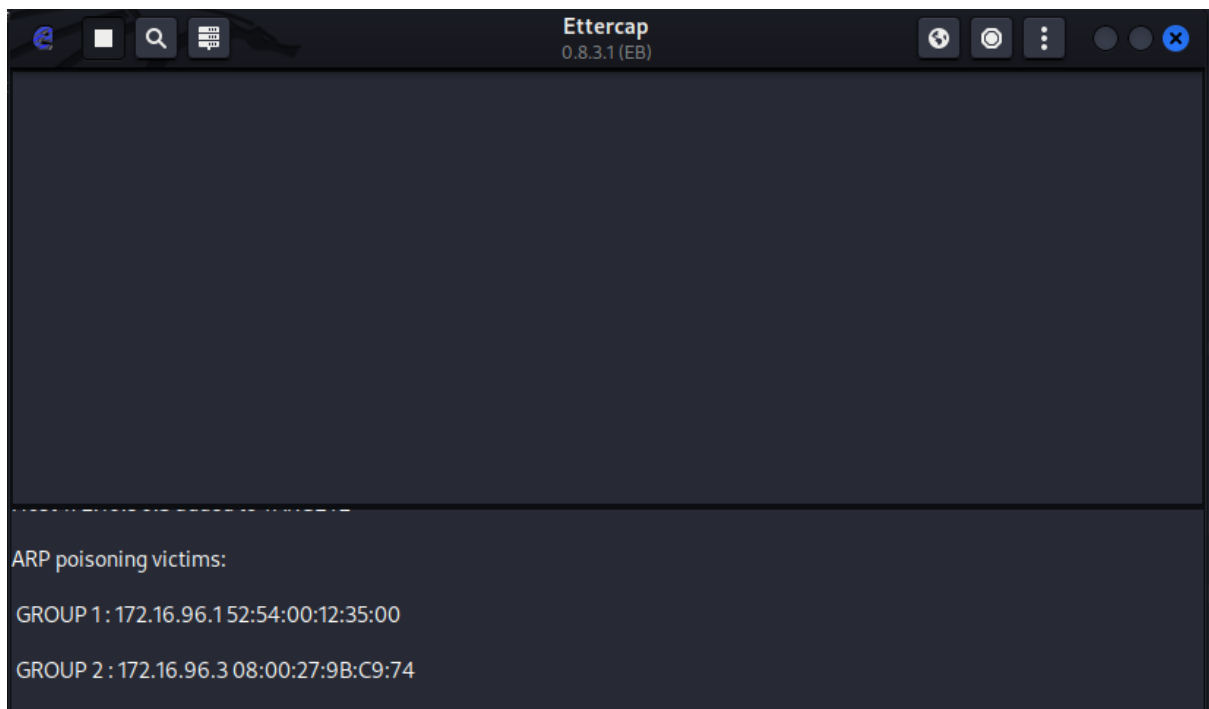 Ettercap
0.8.3.1 (EB)
ARP poisoning victims:
GROUP 1 : 172.16.96.1 52:54:00:12:35:00
GROUP 2 : 172.16.96.3 08:00:27:9B:C9:74